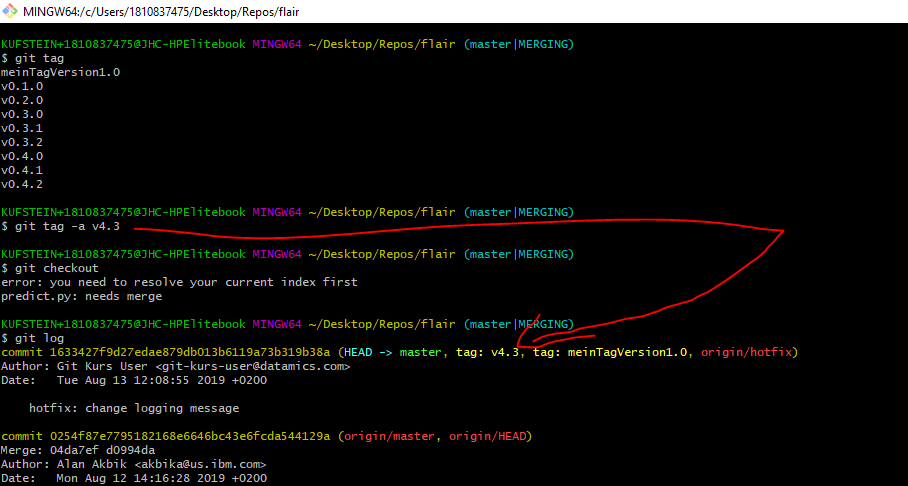 MINGW64:/c/Users/1810837475/Desktop/Repos/flair
KUFSTEIN+1810837475@JHC-HPElitebook MINGW64 ~/Desktop/Repos/flair (master|MERGING)
$ git tag
meinTagVersion1.0
v0.1.0
v0.2.0
v0.3.0
v0.3.1
v0.3.2
v0.4.0
v0.4.1
v0.4.2
KUFSTEIN+1810837475@JHC-HPElitebook MINGW64 ~/Desktop/Repos/flair (master|MERGING)
$ git tag -a v4.3
KUFSTEIN+1810837475@JHC-HPElitebook MINGW64 ~/Desktop/Repos/flair (master|MERGING)
$ git checkout
error: you need to resolve your current index first
predict.py: needs merge
KUFSTEIN+1810837475@JHC-HPElitebook MINGW64 ~/Desktop/Repos/flair (master|MERGING)
$ git log
commit 1633427f9d27edae879db013b6119a73b319b38a (HEAD -> master, tag: v4.3, tag: meinTagVersion1.0, origin/hotfix)
Author: Git Kurs User <git-kurs-user@datamics.com>
Date:   Tue Aug 13 12:08:55 2019 +0200
hotfix: change logging message
commit 0254f87e7795182168e6646bc43e6fcda544129a (origin/master, origin/HEAD)
Merge: 04da7ef d0994da
Author: Alan Akbik <akbika@us.ibm.com>
Date:   Mon Aug 12 14:16:28 2019 +0200